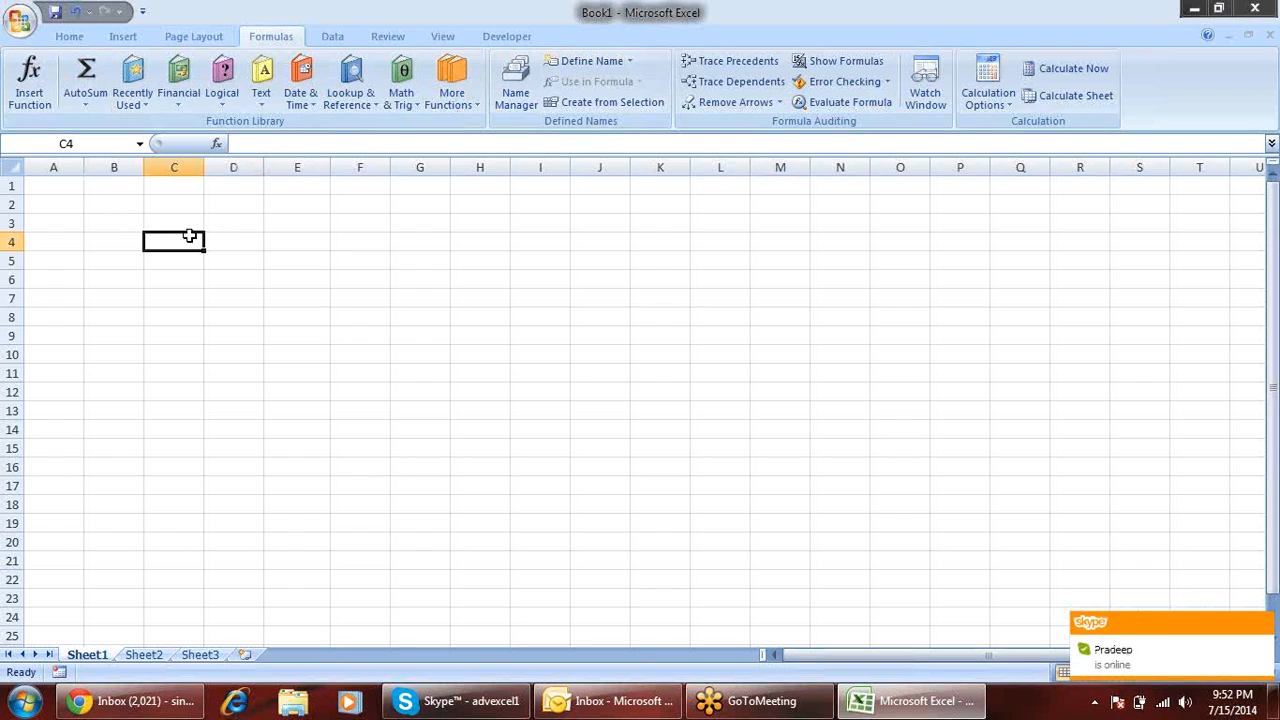 Book1 - Microsoft Excel
Home Insert Page Layout Formulas Data Review View Developer
Insert Function
AutoSum
Recently Used
Financial
Logical
Text
Date & Time
Lookup & Reference
Math & Trig
More Functions
Function Library
Name Manager
Define Name
Use in Formula
Create from Selection
Defined Names
Trace Precedents
Trace Dependents
Remove Arrows
Show Formulas
Error Checking
Evaluate Formula
Formula Auditing
Watch Window
Calculation Options
Calculate Now
Calculate Sheet
Calculation
C4
fx
A B C D E F G H I J K L M N O P Q R S T U
1
2
3
4
5
6
7
8
9
10
11
12
13
14
15
16
17
18
19
20
21
22
23
24
25
skype
Pradeep
is online
Sheet1 Sheet2 Sheet3
Ready
Inbox (2,021) - sin...
Skype™ - advexcel1
Inbox - Microsoft ...
GoToMeeting
Microsoft Excel - ...
9:52 PM
7/15/2014